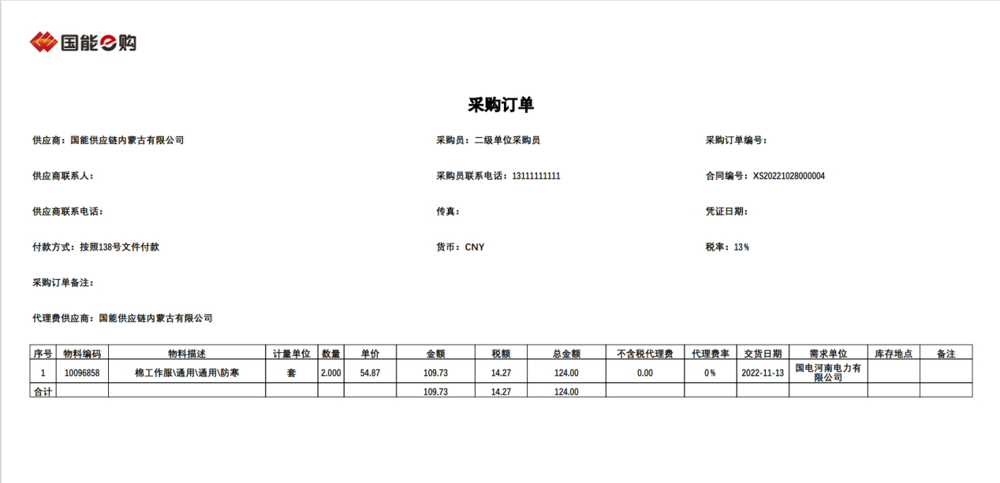 国能e购
采购订单
供应商：国能供应链内蒙古有限公司 采购员：二级单位采购员 采购订单编号：
供应商联系人： 采购员联系电话：13111111111 合同编号：XS20221028000004
供应商联系电话： 传真： 凭证日期：
付款方式：按照138号文件付款 货币：CNY 税率：13%
采购订单备注：
代理费供应商：国能供应链内蒙古有限公司
序号 物料编码 物料描述 计量单位 数量 单价 金额 税额 总金额 不含税代理费 代理费率 交货日期 需求单位 库存地点 备注
1 10096858 棉工作服\通用\通用\防寒 套 2.000 54.87 109.73 14.27 124.00 0.00 0% 2022-11-13 国电河南电力有
限公司
合计 109.73 14.27 124.00